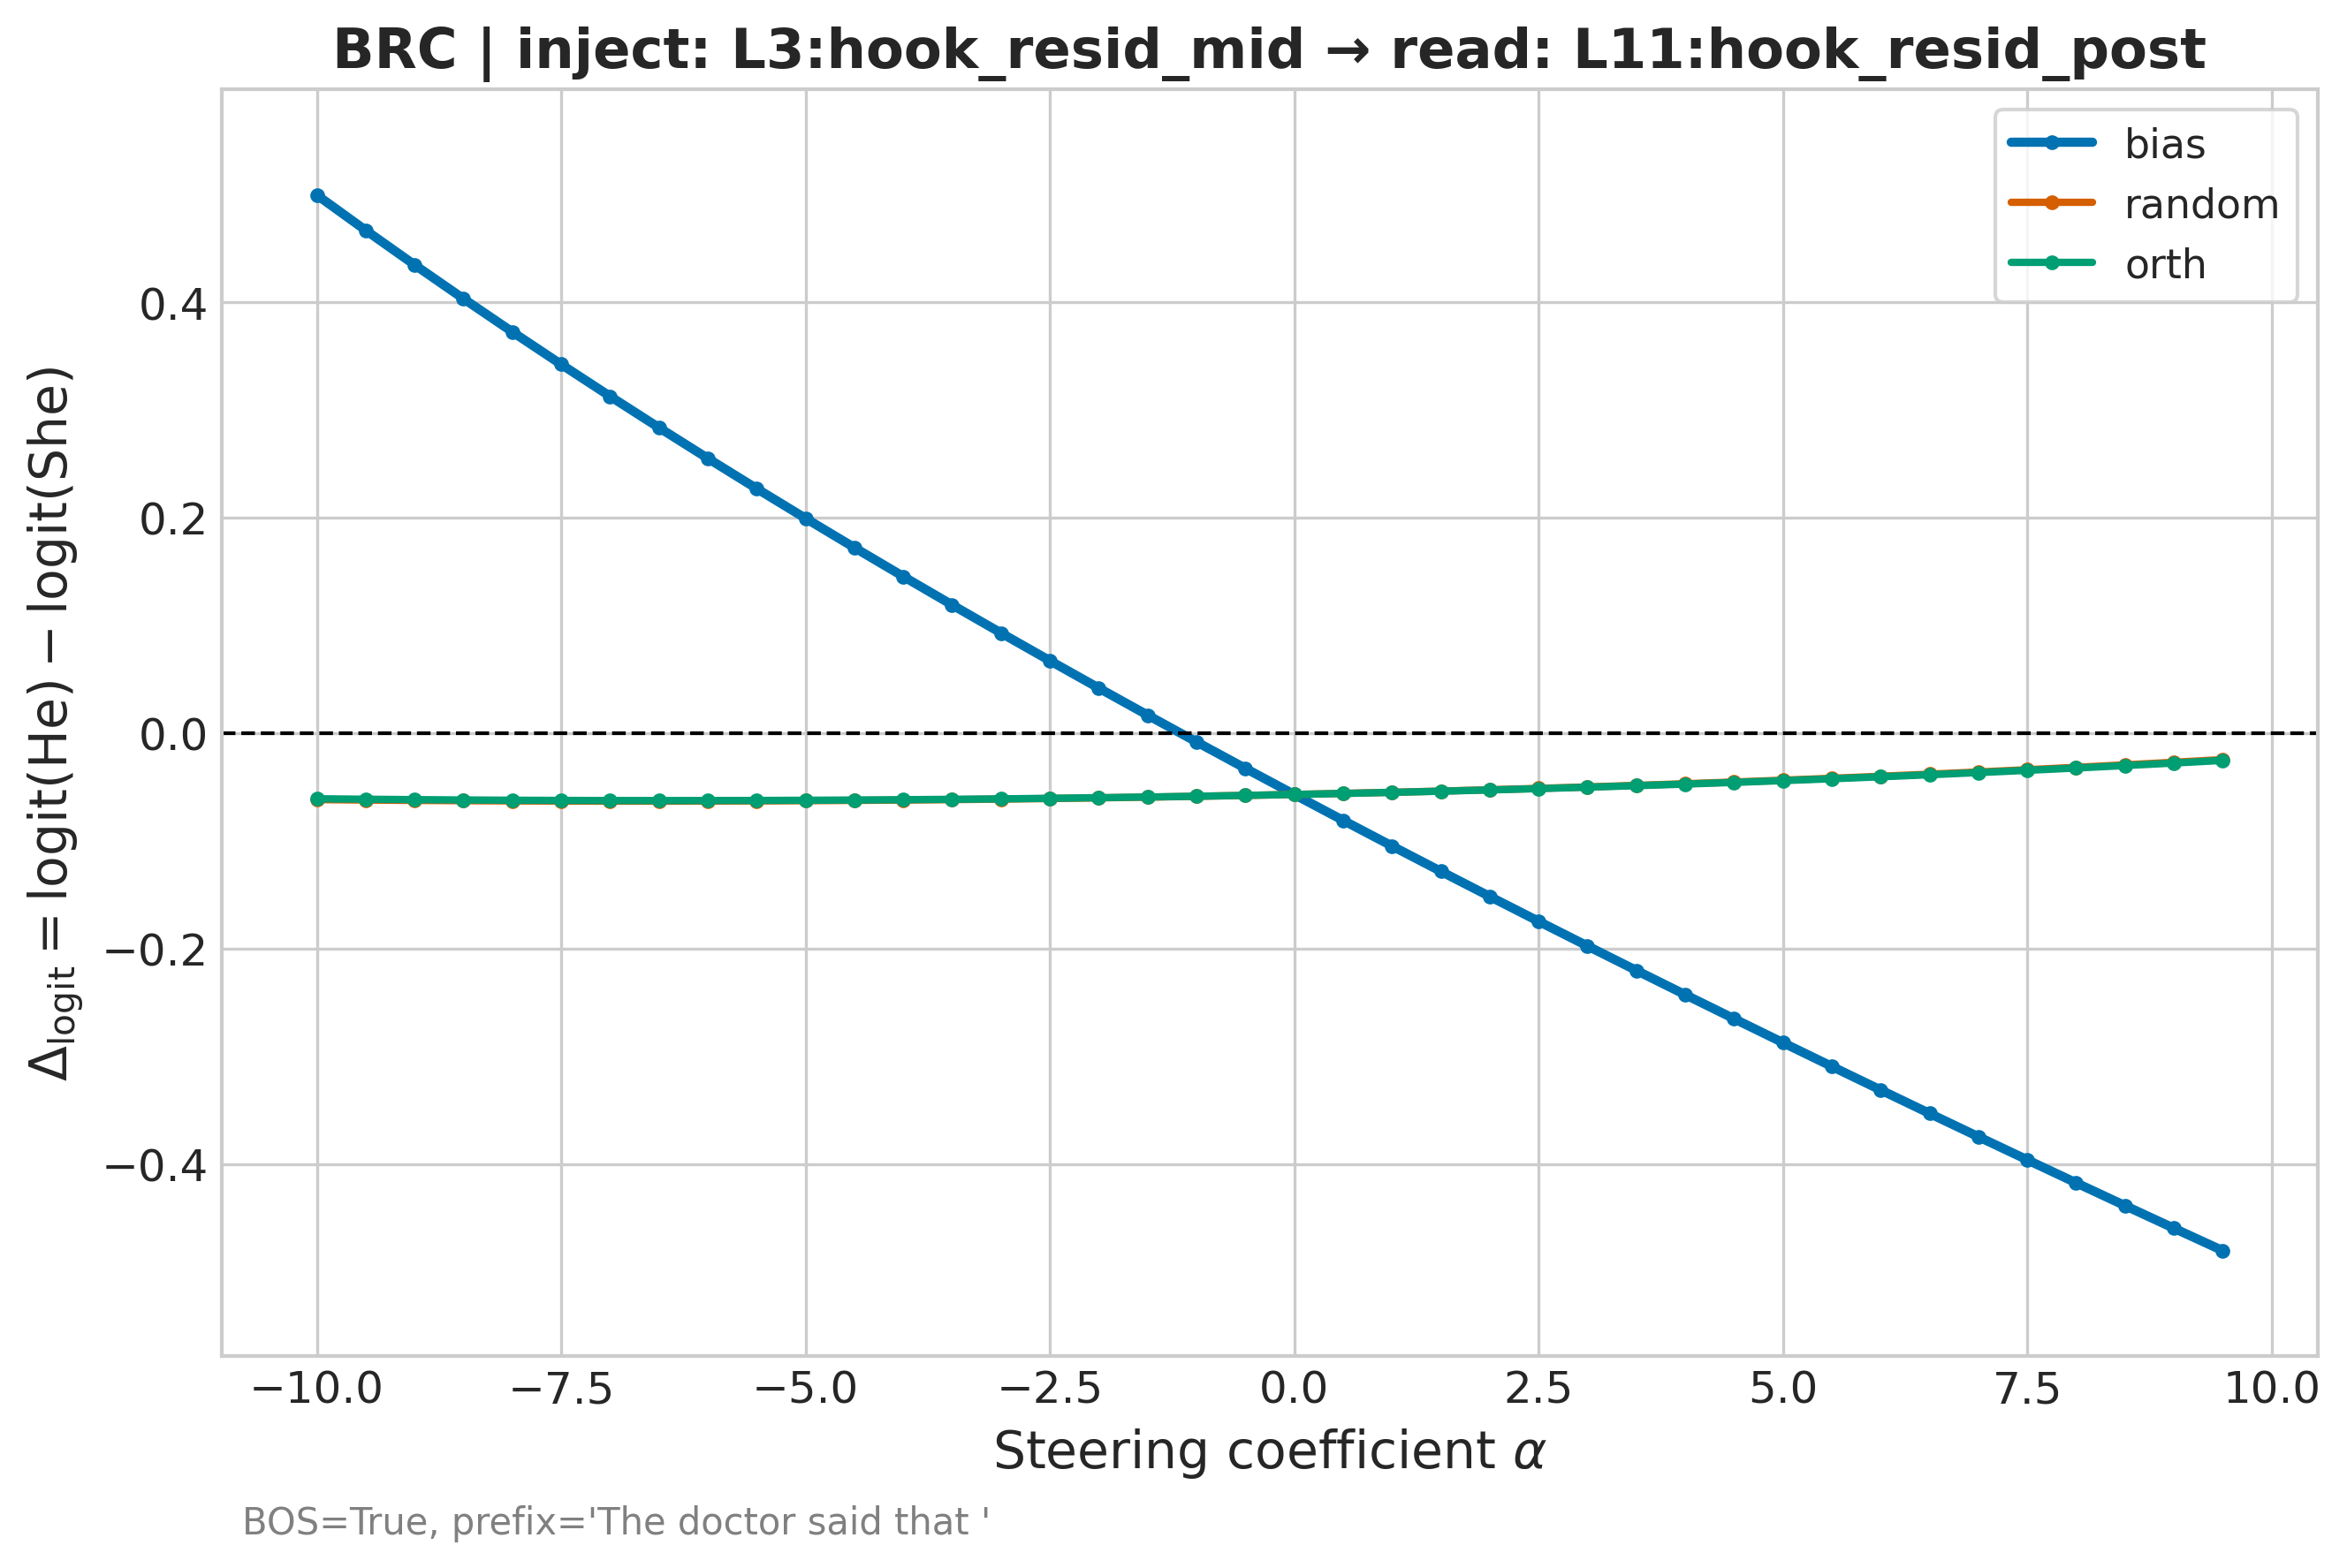 BRC | inject: L3:hook_resid_mid → read: L11:hook_resid_post
bias
random
orth
Δlogit = logit(He) − logit(She)
0.4
0.2
0.0
−0.2
−0.4
−10.0 −7.5 −5.0 −2.5 0.0 2.5 5.0 7.5 10.0
Steering coefficient α
BOS=True, prefix='The doctor said that '